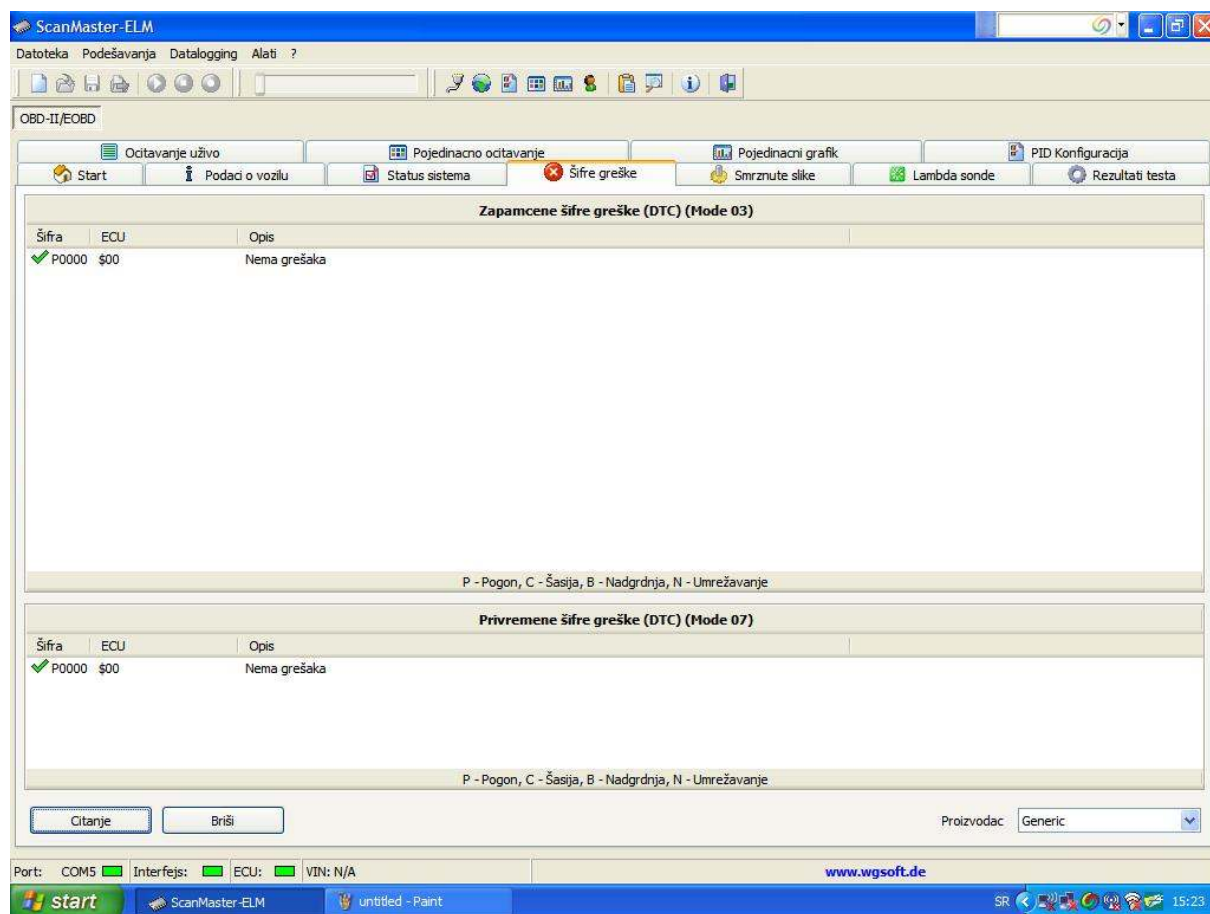 ScanMaster-ELM
Datoteka Podešavanja Datalogging Alati ?
OBD-II/EOBD
Ocitavanje uživo Pojedinacno ocitavanje Pojedinacni grafik PID Konfiguracija
Start Podaci o vozilu Status sistema Šifre greške Smrznute slike Lambda sonde Rezultati testa
Zapamcene šifre greške (DTC) (Mode 03)
Šifra ECU Opis
P0000 $00 Nema grešaka
P - Pogon, C - Šasija, B - Nadgrdnja, N - Umrežavanje
Privremene šifre greške (DTC) (Mode 07)
Šifra ECU Opis
P0000 $00 Nema grešaka
P - Pogon, C - Šasija, B - Nadgrdnja, N - Umrežavanje
Citanje Briši Proizvodac Generic
Port: COM5 Interfejs: ECU: VIN: N/A www.wgsoft.de
start ScanMaster-ELM untitled - Paint SR 15:23